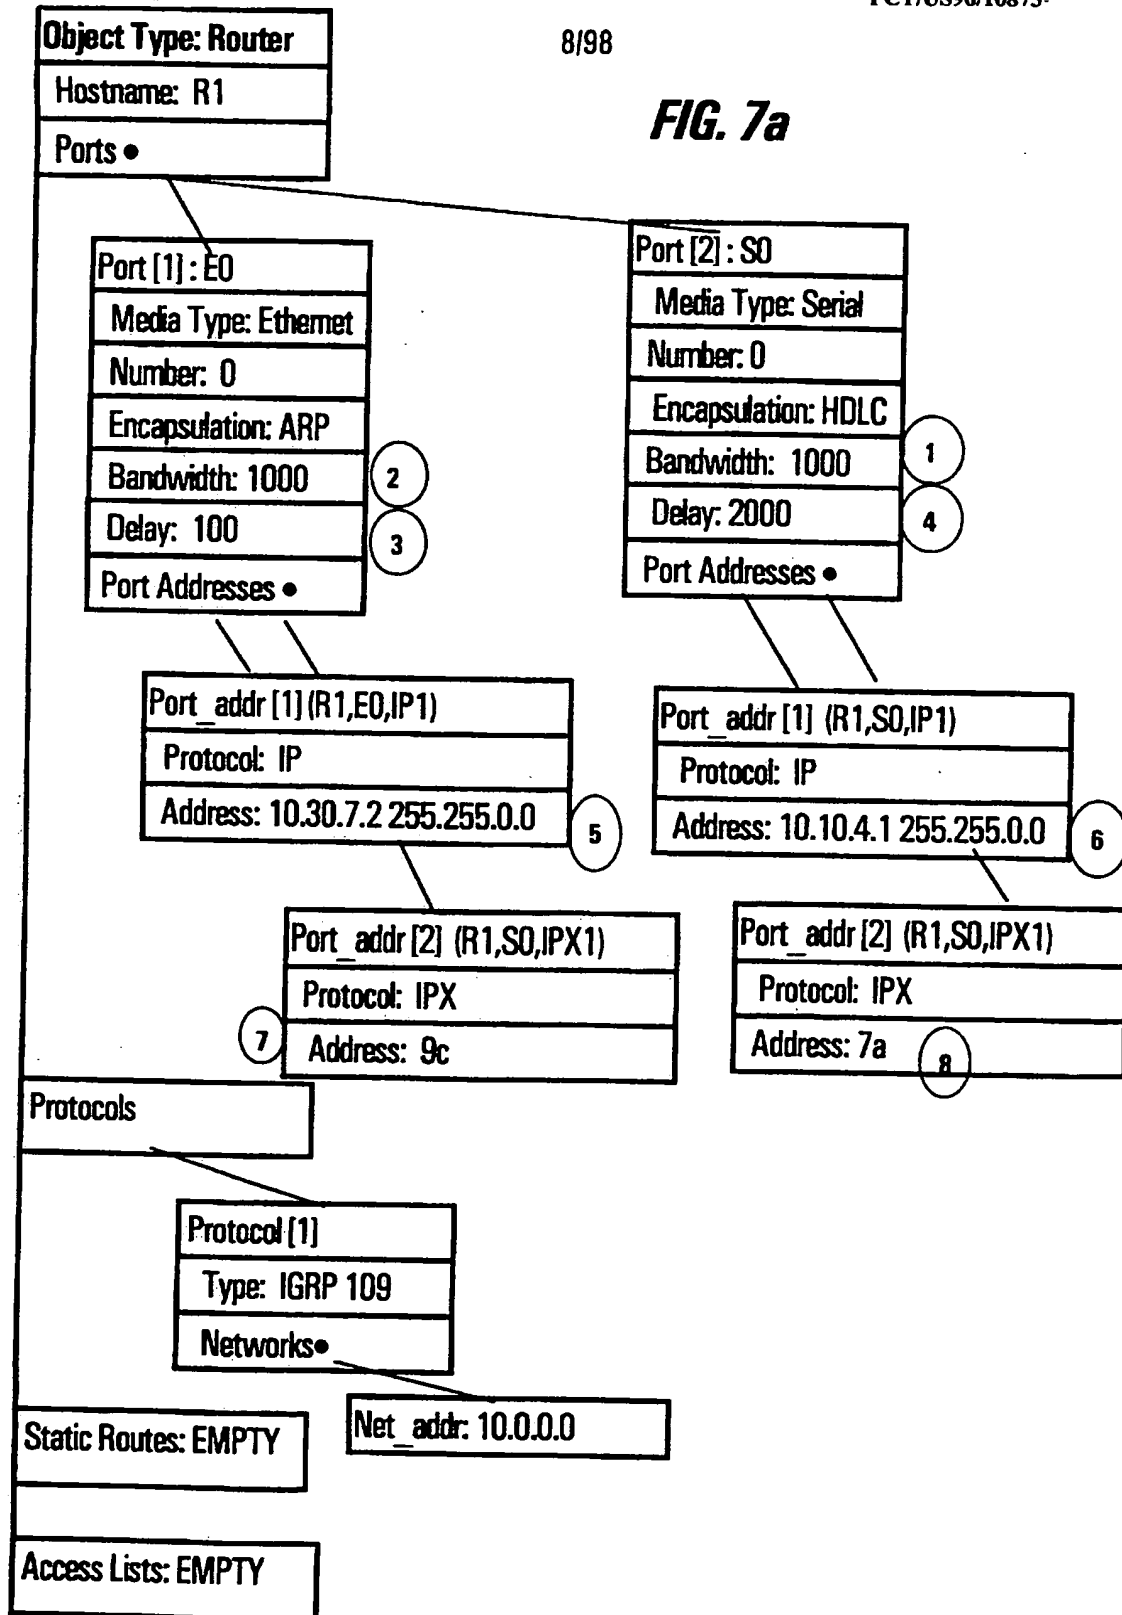 8/98
FIG. 7a
Object Type: Router
Hostname: R1
Ports •
Port [1] : E0
Media Type: Ethernet
Number: 0
Encapsulation: ARP
Bandwidth: 1000
2
Delay: 100
3
Port Addresses •
Port [2] : S0
Media Type: Serial
Number: 0
Encapsulation: HDLC
Bandwidth: 1000
1
Delay: 2000
4
Port Addresses •
Port_addr [1] (R1,E0,IP1)
Protocol: IP
Address: 10.30.7.2 255.255.0.0
5
Port_addr [1] (R1,S0,IP1)
Protocol: IP
Address: 10.10.4.1 255.255.0.0
6
Port_addr [2] (R1,S0,IPX1)
Protocol: IPX
7
Address: 9c
Port_addr [2] (R1,S0,IPX1)
Protocol: IPX
Address: 7a
8
Protocols
Protocol [1]
Type: IGRP 109
Networks•
Net_addr: 10.0.0.0
Static Routes: EMPTY
Access Lists: EMPTY